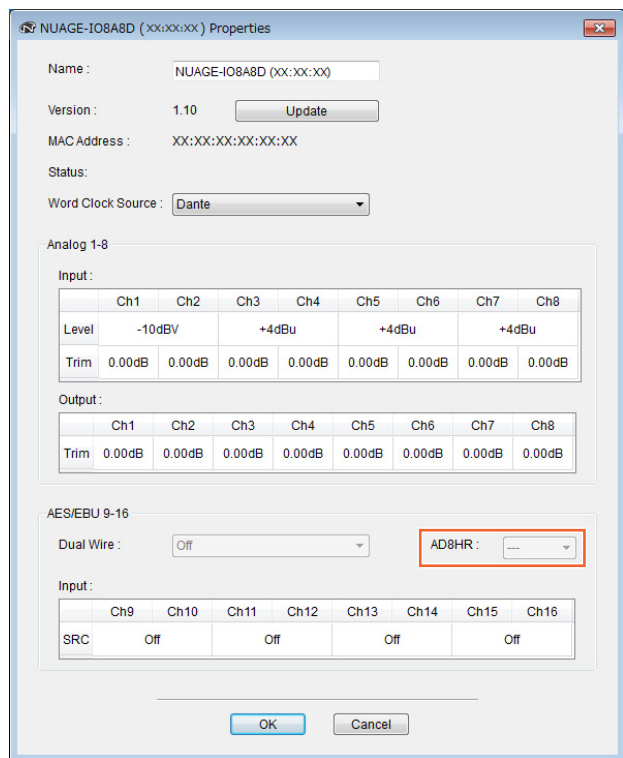 NUAGE-IO8A8D ( XX:XX:XX ) Properties
Name : NUAGE-IO8A8D (XX:XX:XX)
Version : 1.10 Update
MAC Address : XX:XX:XX:XX:XX:XX
Status:
Word Clock Source : Dante
Analog 1-8
Input :
Ch1 Ch2 Ch3 Ch4 Ch5 Ch6 Ch7 Ch8
Level -10dBV +4dBu +4dBu +4dBu
Trim 0.00dB 0.00dB 0.00dB 0.00dB 0.00dB 0.00dB 0.00dB 0.00dB
Output :
Ch1 Ch2 Ch3 Ch4 Ch5 Ch6 Ch7 Ch8
Trim 0.00dB 0.00dB 0.00dB 0.00dB 0.00dB 0.00dB 0.00dB 0.00dB
AES/EBU 9-16
Dual Wire : Off AD8HR : ---
Input :
Ch9 Ch10 Ch11 Ch12 Ch13 Ch14 Ch15 Ch16
SRC Off Off Off Off
OK Cancel